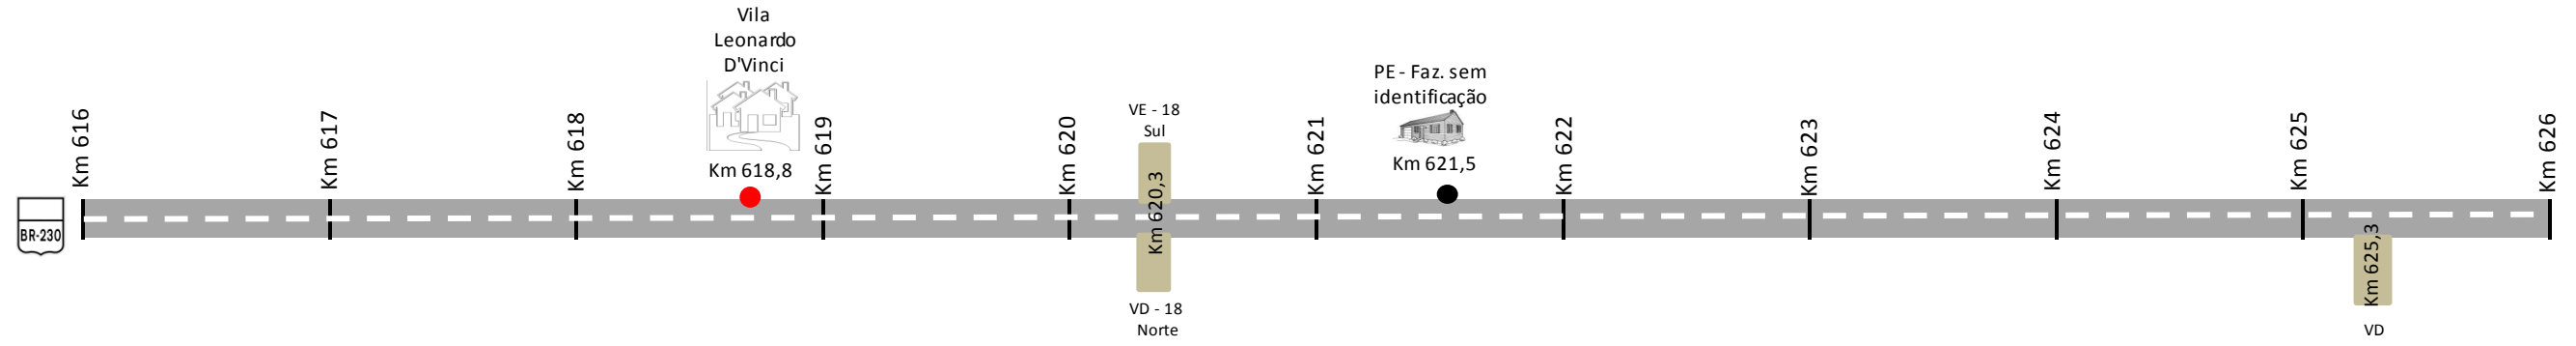 Vila
Leonardo
D'Vinci
Km 618,8
PE - Faz. sem
identificação
Km 621,5
VE - 18
Sul
Km 620,3
VD - 18
Norte
Km 616
Km 617
Km 618
Km 619
Km 620
Km 621
Km 622
Km 623
Km 624
Km 625
Km 626
BR-230
Km 625,3
VD